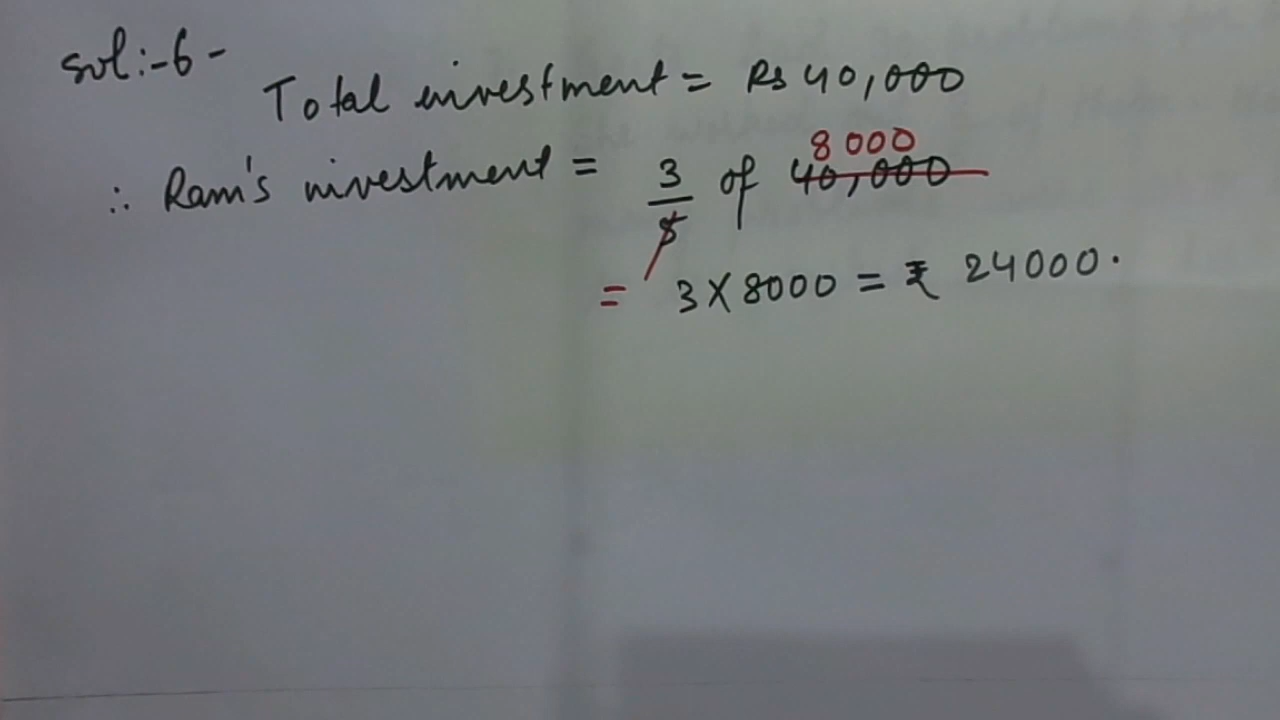 Sol:-6-
Total investment = Rs 40,000
8000
∴ Ram's investment = 3/5 of 40,000
= 3 X 8000 = ₹ 24000.